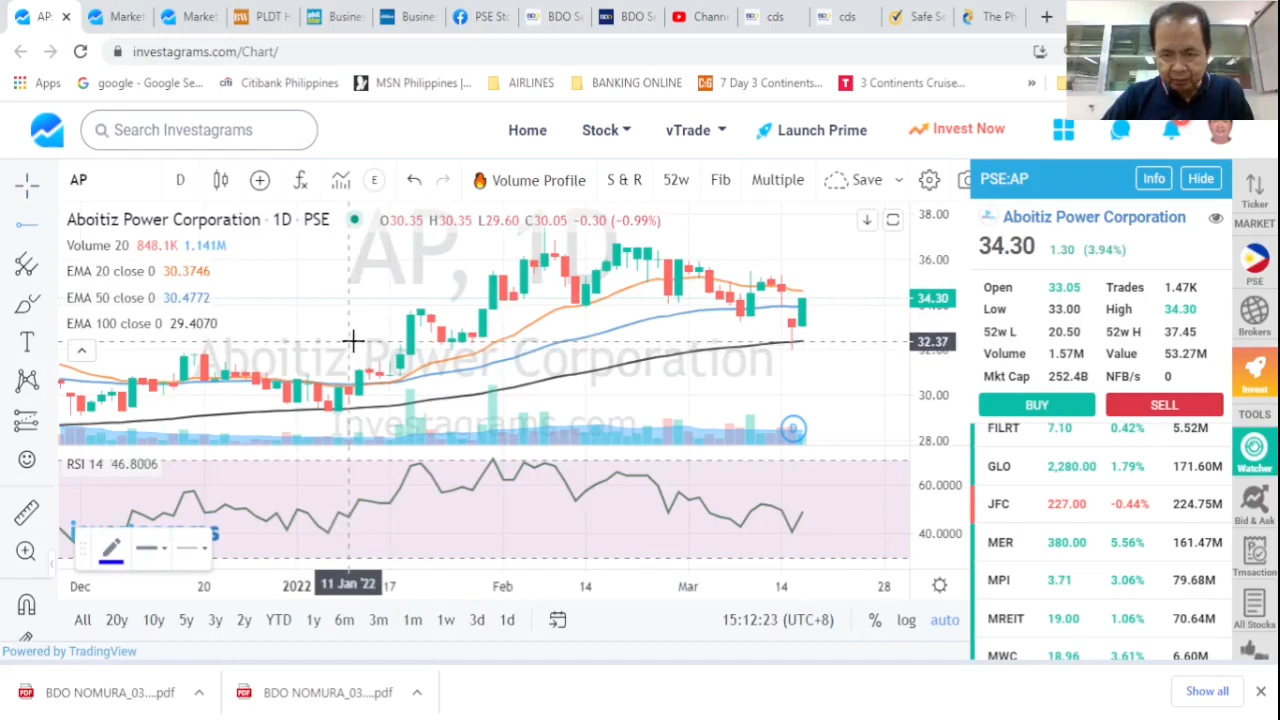 AP:
Market
Market
PLDT H
Busine
Busine
PSE Sto
BDO Se
BDO Se
Chann
cds
cds
Safe Se
The Ph
investagrams.com/Chart/
Apps
google - Google Se...
Citibank Philippines
MSN Philippines |...
AIRLINES
BANKING ONLINE
7 Day 3 Continents...
3 Continents Cruise...
»
Search Investagrams
Home
Stock
vTrade
Launch Prime
Invest Now
AP
D
E
Volume Profile
S & R
52w
Fib
Multiple
Save
PSE:AP
Info
Hide
Ticker
MARKET
PSE
Brokers
Invest
TOOLS
Watcher
Bid & Ask
Trnsaction
All Stocks
AP, 1D
Aboitiz Power Corporation
Investagrams.com
Aboitiz Power Corporation · 1D · PSE
O30.35 H30.35 L29.60 C30.05 −0.30 (−0.99%)
Volume 20 848.1K 1.141M
EMA 20 close 0 30.3746
EMA 50 close 0 30.4772
EMA 100 close 0 29.4070
38.00
36.00
34.30
32.37
30.00
28.00
RSI 14 46.8006
60.0000
40.0000
Dec
20
2022
11 Jan '22
17
Feb
14
Mar
14
28
All 20y 10y 5y 3y 2y YTD 1y 6m 3m 1m 1w 3d 1d
15:12:23 (UTC+8)
% log auto
Powered by TradingView
Aboitiz Power Corporation
34.30 1.30 (3.94%)
Open 33.05 Trades 1.47K
Low 33.00 High 34.30
52w L 20.50 52w H 37.45
Volume 1.57M Value 53.27M
Mkt Cap 252.4B NFB/s 0
BUY SELL
FILRT 7.10 0.42% 5.52M
GLO 2,280.00 1.79% 171.60M
JFC 227.00 -0.44% 224.75M
MER 380.00 5.56% 161.47M
MPI 3.71 3.06% 79.68M
MREIT 19.00 1.06% 70.64M
MWC 18.96 3.61% 6.60M
BDO NOMURA_03....pdf
BDO NOMURA_03....pdf
Show all